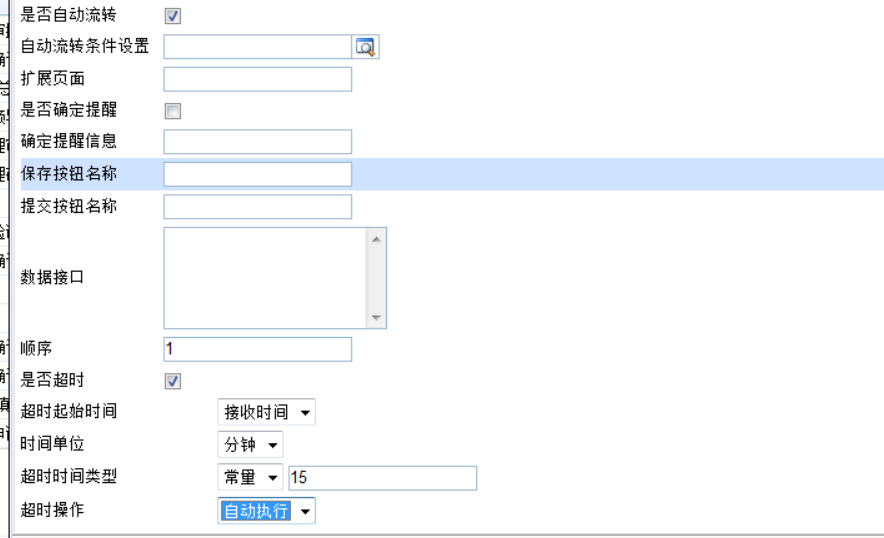 是否自动流转
自动流转条件设置
扩展页面
是否确定提醒
确定提醒信息
保存按钮名称
提交按钮名称
数据接口
顺序 1
是否超时
超时起始时间 接收时间
时间单位 分钟
超时时间类型 常量 15
超时操作 自动执行